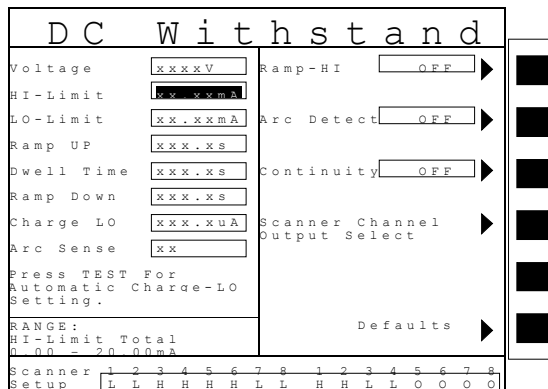 DC Withstand
Voltage xxxxV
HI-Limit xx.xxmA
LO-Limit xx.xxmA
Ramp UP xxx.xs
Dwell Time xxx.xs
Ramp Down xxx.xs
Charge LO xxx.xuA
Arc Sense xx
Press TEST For
Automatic Charge-LO
Setting.
RANGE:
HI-Limit Total
0.00 - 20.00mA
Ramp-HI OFF
Arc Detect OFF
Continuity OFF
Scanner Channel
Output Select
Defaults
Scanner 1 2 3 4 5 6 7 8 1 2 3 4 5 6 7 8
Setup L L H H H H L L H H L L O O O O